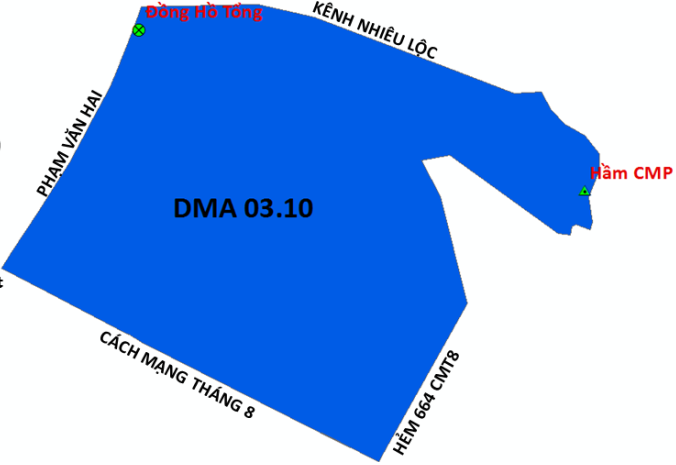 Đồng Hồ Tổng
KÊNH NHIÊU LỘC
PHẠM VĂN HAI
Hầm CMP
DMA 03.10
CÁCH MẠNG THÁNG 8
HẺM 664 CMT8